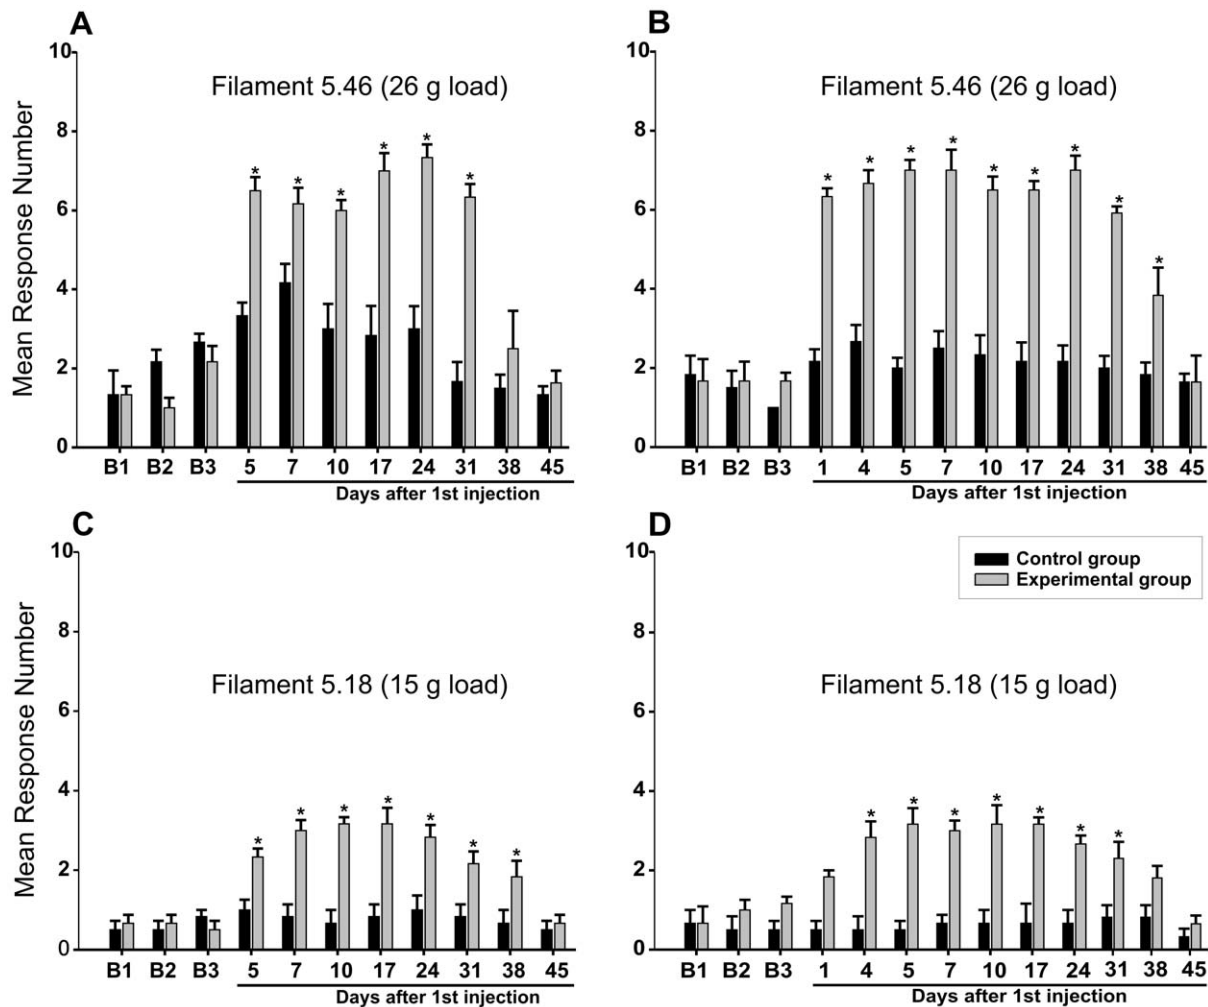 A
Filament 5.46 (26 g load)
Mean Response Number
10
8
6
4
2
0
* * * * * *
B1 B2 B3 5 7 10 17 24 31 38 45
Days after 1st injection
B
Filament 5.46 (26 g load)
10
8
6
4
2
0
* * * * * * * * *
B1 B2 B3 1 4 5 7 10 17 24 31 38 45
Days after 1st injection
C
Filament 5.18 (15 g load)
Mean Response Number
10
8
6
4
2
0
* * * * * * *
B1 B2 B3 5 7 10 17 24 31 38 45
Days after 1st injection
D
Control group
Experimental group
Filament 5.18 (15 g load)
10
8
6
4
2
0
* * * * * * *
B1 B2 B3 1 4 5 7 10 17 24 31 38 45
Days after 1st injection